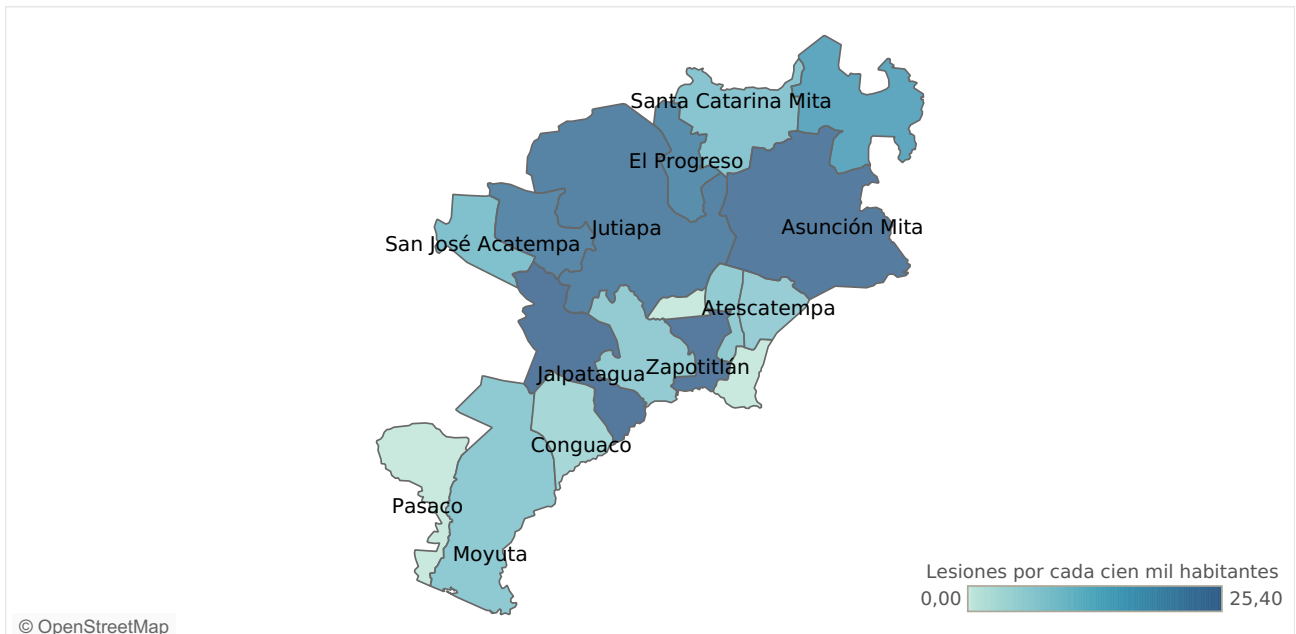 Santa Catarina Mita
El Progreso
Jutiapa
Asunción Mita
San José Acatempa
Atescatempa
Zapotitlán
Jalpatagua
Conguaco
Pasaco
Moyuta
Lesiones por cada cien mil habitantes
0,00 25,40
© OpenStreetMap